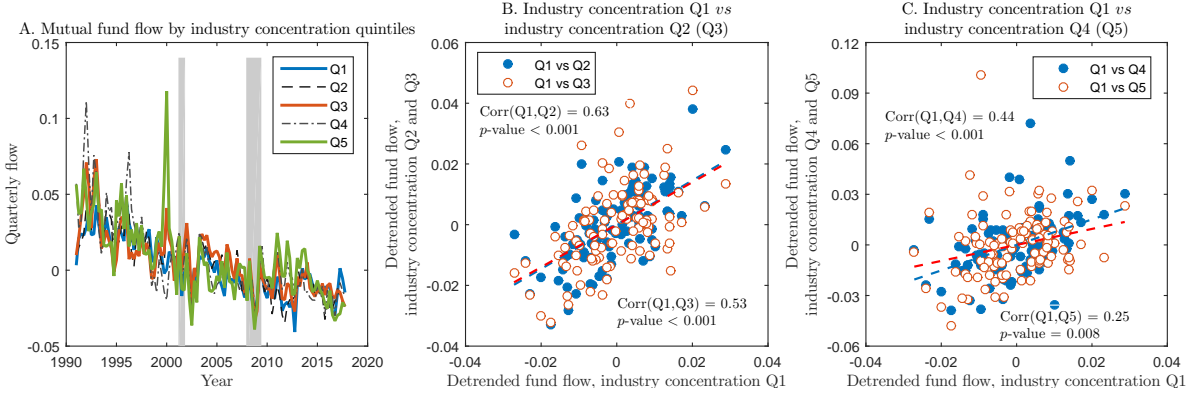 A. Mutual fund flow by industry concentration quintiles
0.15
0.1
0.05
0
-0.05
1991
1995
2000
2005
2010
2015
2020
Quarterly flow
Year
Q1
Q2
Q3
Q4
Q5
B. Industry concentration Q1 vs
industry concentration Q2 (Q3)
0.06
0.04
0.02
0
-0.02
-0.04
-0.04
-0.02
0
0.02
0.04
Detrended fund flow,
industry concentration Q2 and Q3
Detrended fund flow, industry concentration Q1
Q1 vs Q2
Q1 vs Q3
Corr(Q1,Q2) = 0.63
p-value < 0.001
Corr(Q1,Q3) = 0.53
p-value < 0.001
C. Industry concentration Q1 vs
industry concentration Q4 (Q5)
0.12
0.09
0.06
0.03
0
-0.03
-0.06
-0.04
-0.02
0
0.02
0.04
Detrended fund flow,
industry concentration Q4 and Q5
Detrended fund flow, industry concentration Q1
Q1 vs Q4
Q1 vs Q5
Corr(Q1,Q4) = 0.44
p-value < 0.001
Corr(Q1,Q5) = 0.25
p-value = 0.008